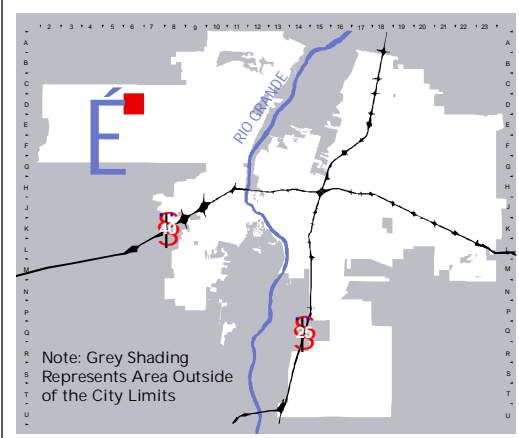 2 3 4 5 6 7 8 9 10 11 12 13 14 15 16 17 18 19 20 21 22 23
A A
B B
C C
D D
E E
F F
G G
H H
J J
K K
L L
M M
N N
P P
Q Q
R R
S S
T T
U U
É
RIO GRANDE
40
25
Note: Grey Shading
Represents Area Outside
of the City Limits